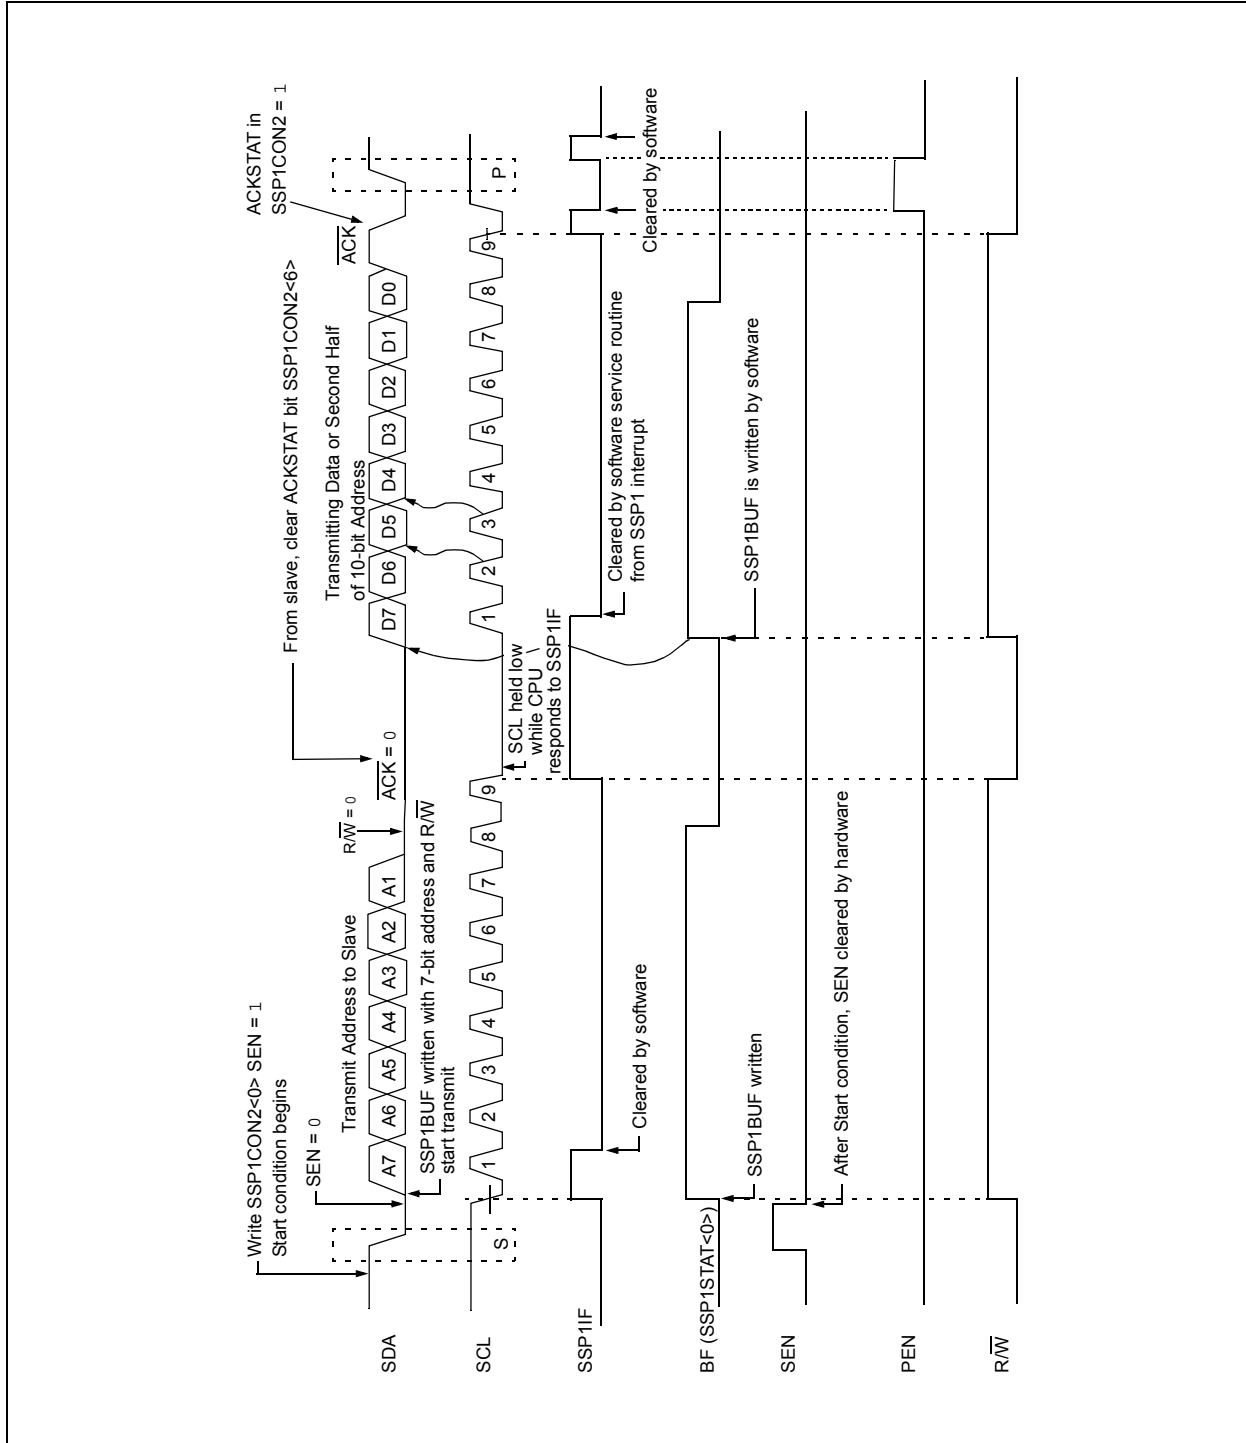 Write SSP1CON2<0> SEN = 1
Start condition begins
SEN = 0
From slave, clear ACKSTAT bit SSP1CON2<6>
ACKSTAT in
SSP1CON2 = 1
Transmit Address to Slave
R/W = 0
Transmitting Data or Second Half
of 10-bit Address
ACK
SDA
A7 A6 A5 A4 A3 A2 A1
ACK = 0
D7 D6 D5 D4 D3 D2 D1 D0
SSP1BUF written with 7-bit address and R/W
start transmit
SCL
S
1 2 3 4 5 6 7 8 9
1 2 3 4 5 6 7 8 9
P
SCL held low
while CPU
responds to SSP1IF
SSP1IF
Cleared by software
Cleared by software service routine
from SSP1 interrupt
Cleared by software
BF (SSP1STAT<0>)
SSP1BUF written
SSP1BUF is written by software
SEN
After Start condition, SEN cleared by hardware
PEN
R/W